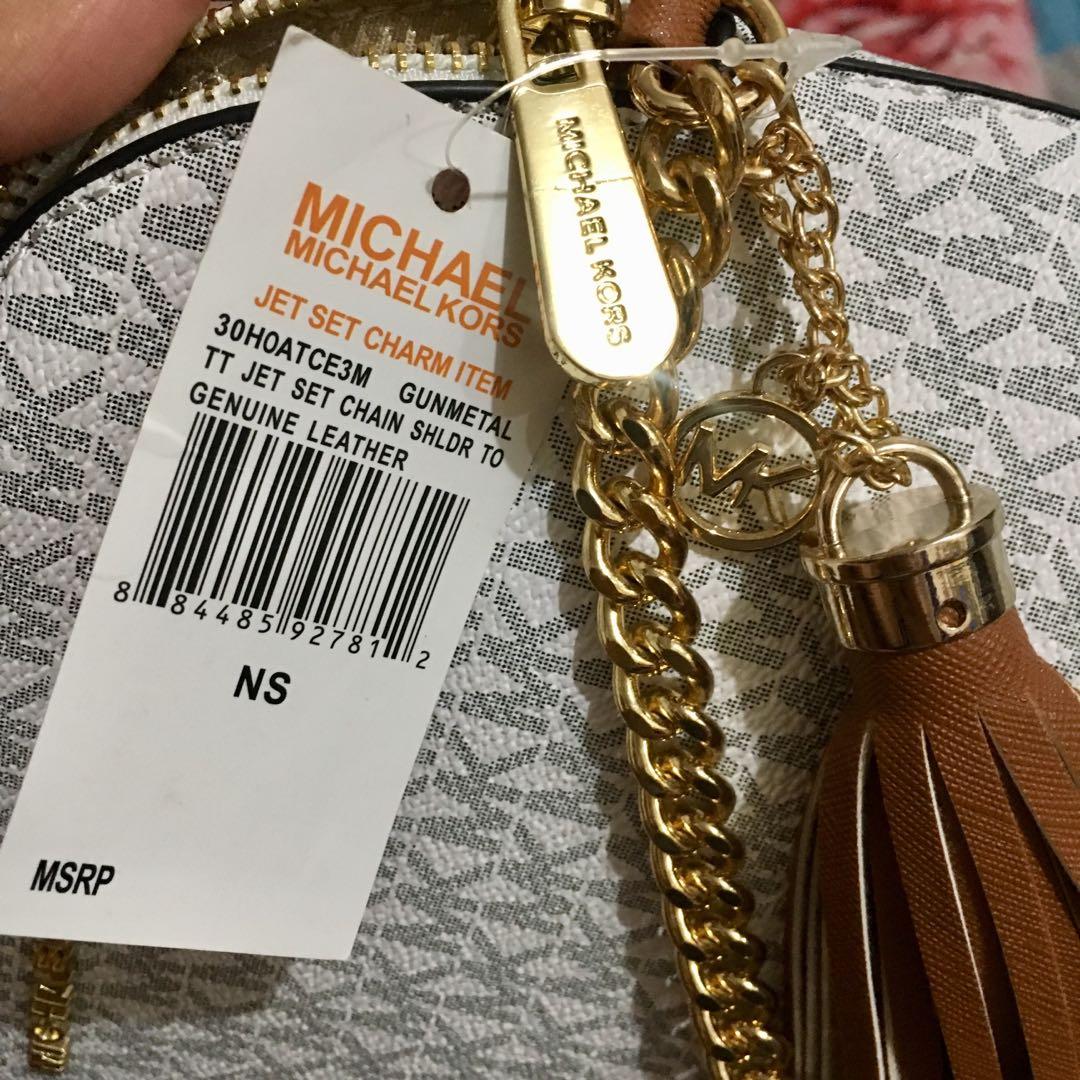 MICHAEL
MICHAEL KORS
JET SET CHARM ITEM
30H0ATCE3M GUNMETAL
TT JET SET CHAIN SHLDR TO
GENUINE LEATHER
8 84485 92781 2
NS
MSRP
MICHAEL KORS
MK